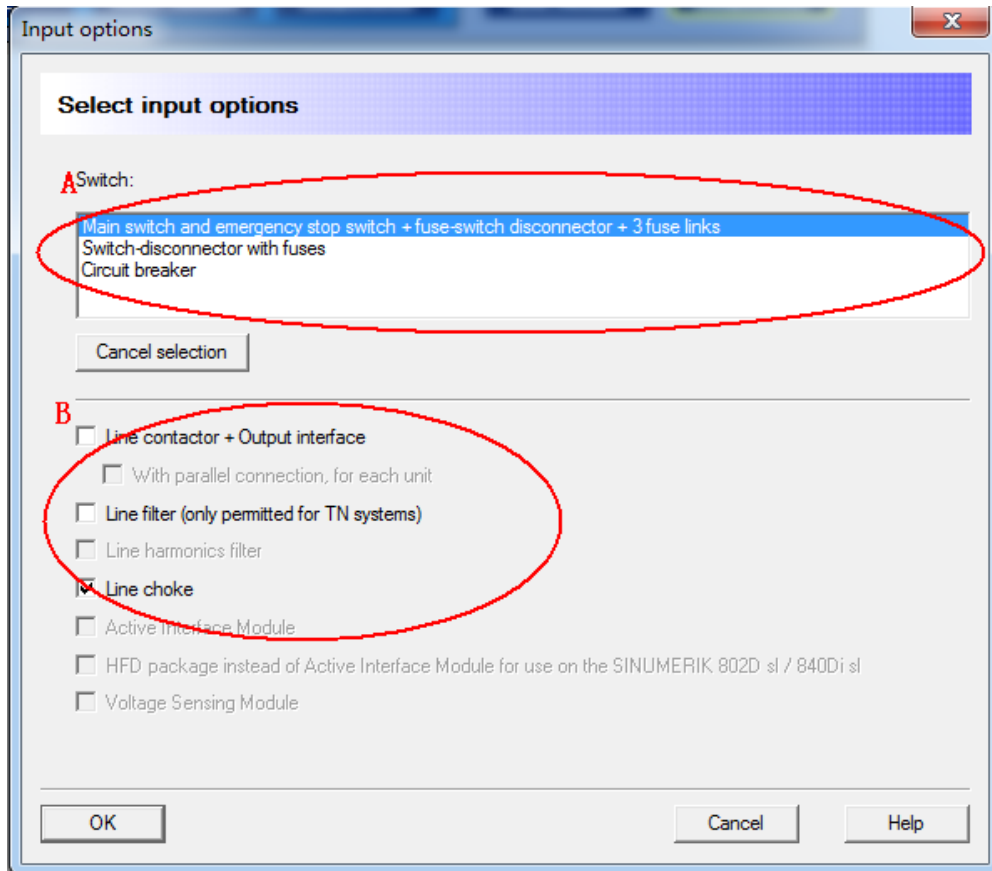 Input options
Select input options
A Switch:
Main switch and emergency stop switch + fuse-switch disconnector + 3 fuse links
Switch-disconnector with fuses
Circuit breaker
Cancel selection
B
Line contactor + Output interface
With parallel connection, for each unit
Line filter (only permitted for TN systems)
Line harmonics filter
Line choke
Active Interface Module
HFD package instead of Active Interface Module for use on the SINUMERIK 802D sl / 840Di sl
Voltage Sensing Module
OK Cancel Help